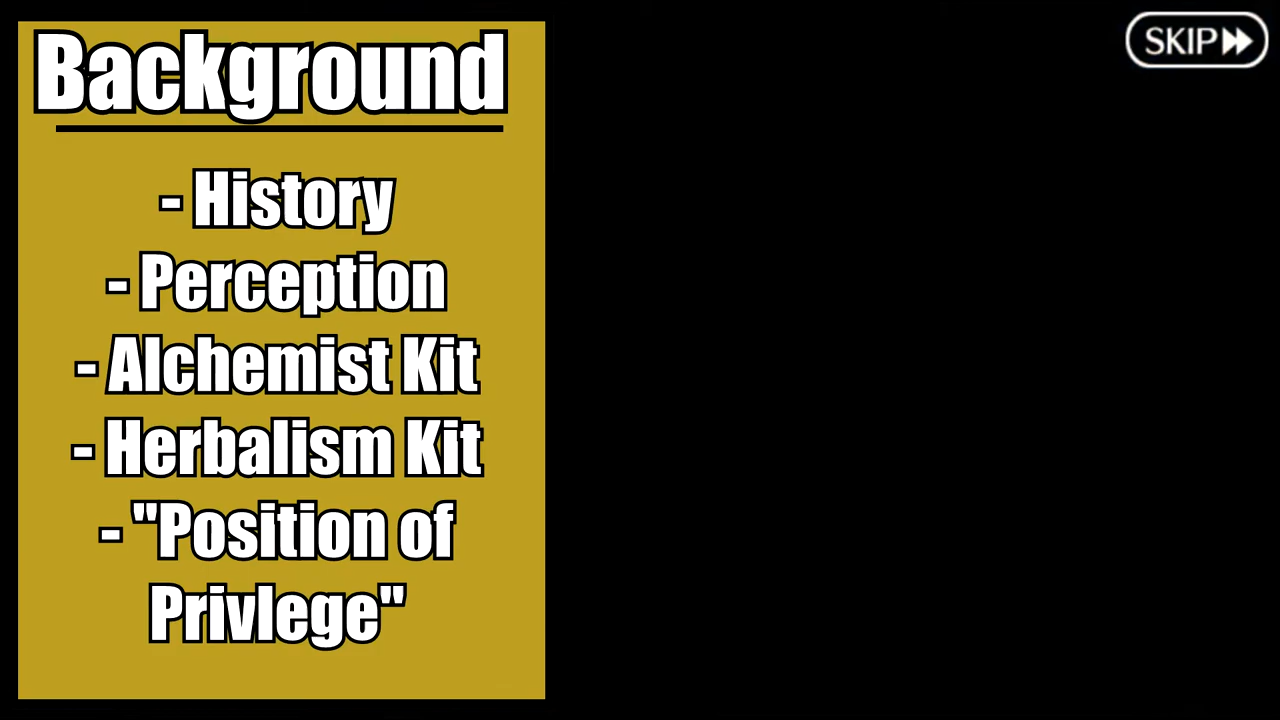 Background
SKIP
- History
- Perception
- Alchemist Kit
- Herbalism Kit
- "Position of
Privlege"